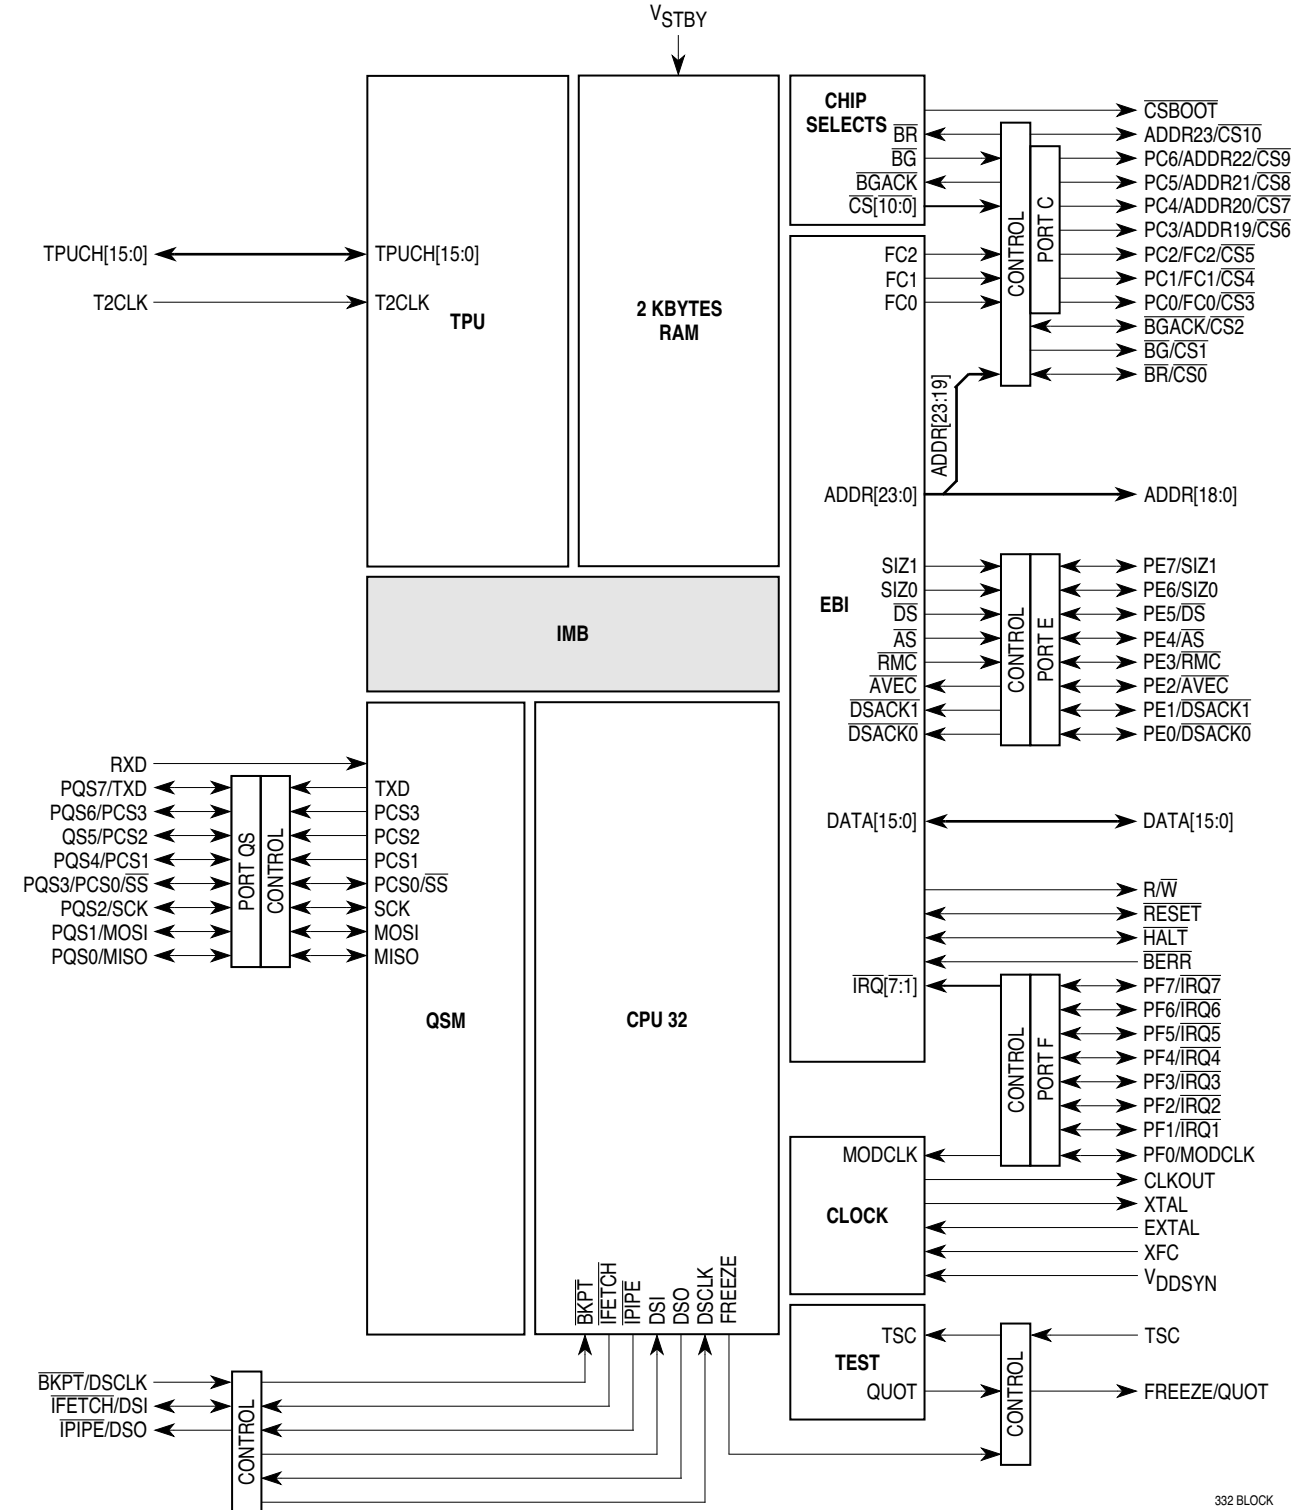 VSTBY
CHIP
SELECTS
BR
BG
BGACK
CS[10:0]
CONTROL
PORT C
CSBOOT
ADDR23/CS10
PC6/ADDR22/CS9
PC5/ADDR21/CS8
PC4/ADDR20/CS7
PC3/ADDR19/CS6
PC2/FC2/CS5
PC1/FC1/CS4
PC0/FC0/CS3
BGACK/CS2
BG/CS1
BR/CS0
TPUCH[15:0]
T2CLK
TPUCH[15:0]
T2CLK
TPU
2 KBYTES
RAM
FC2
FC1
FC0
ADDR[23:19]
ADDR[23:0]
ADDR[18:0]
EBI
SIZ1
SIZ0
DS
AS
RMC
AVEC
DSACK1
DSACK0
CONTROL
PORT E
PE7/SIZ1
PE6/SIZ0
PE5/DS
PE4/AS
PE3/RMC
PE2/AVEC
PE1/DSACK1
PE0/DSACK0
IMB
DATA[15:0]
DATA[15:0]
R/W
RESET
HALT
BERR
IRQ[7:1]
CONTROL
PORT F
PF7/IRQ7
PF6/IRQ6
PF5/IRQ5
PF4/IRQ4
PF3/IRQ3
PF2/IRQ2
PF1/IRQ1
PF0/MODCLK
RXD
PQS7/TXD
PQS6/PCS3
QS5/PCS2
PQS4/PCS1
PQS3/PCS0/SS
PQS2/SCK
PQS1/MOSI
PQS0/MISO
PORT QS
CONTROL
TXD
PCS3
PCS2
PCS1
PCS0/SS
SCK
MOSI
MISO
QSM
CPU 32
MODCLK
CLOCK
CLKOUT
XTAL
EXTAL
XFC
VDDSYN
BKPT
IFETCH
IPIPE
DSI
DSO
DSCLK
FREEZE
TSC
TEST
QUOT
CONTROL
TSC
FREEZE/QUOT
BKPT/DSCLK
IFETCH/DSI
IPIPE/DSO
CONTROL
332 BLOCK